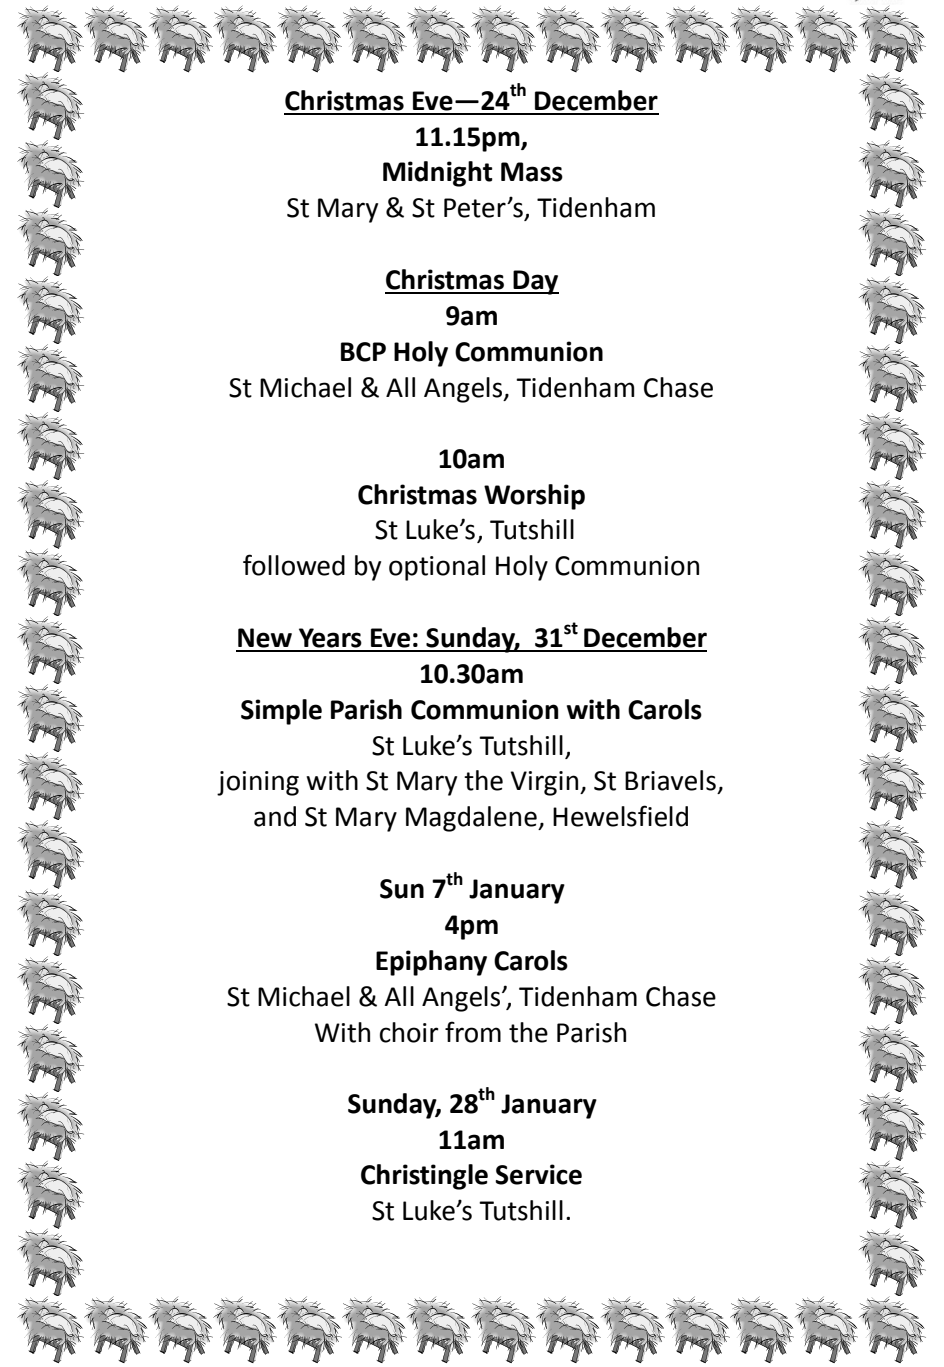 Christmas Eve—24th December
11.15pm,
Midnight Mass
St Mary & St Peter’s, Tidenham
Christmas Day
9am
BCP Holy Communion
St Michael & All Angels, Tidenham Chase
10am
Christmas Worship
St Luke’s, Tutshill
followed by optional Holy Communion
New Years Eve: Sunday, 31st December
10.30am
Simple Parish Communion with Carols
St Luke’s Tutshill,
joining with St Mary the Virgin, St Briavels,
and St Mary Magdalene, Hewelsfield
Sun 7th January
4pm
Epiphany Carols
St Michael & All Angels’, Tidenham Chase
With choir from the Parish
Sunday, 28th January
11am
Christingle Service
St Luke’s Tutshill.